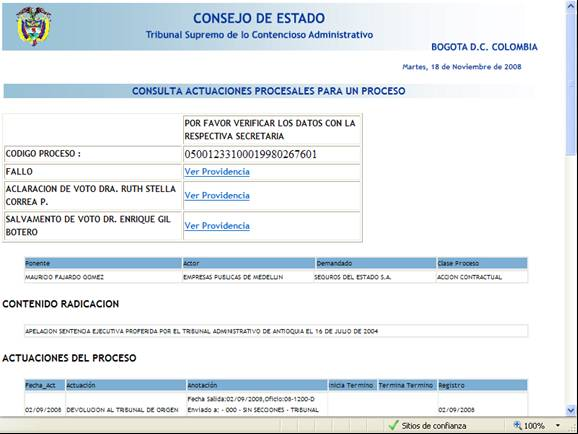 CONSEJO DE ESTADO
Tribunal Supremo de lo Contencioso Administrativo
BOGOTA D.C. COLOMBIA
Martes, 18 de Noviembre de 2008
CONSULTA ACTUACIONES PROCESALES PARA UN PROCESO
POR FAVOR VERIFICAR LOS DATOS CON LA
RESPECTIVA SECRETARIA
CODIGO PROCESO : 05001233100019980267601
FALLO Ver Providencia
ACLARACION DE VOTO DRA. RUTH STELLA
CORREA P. Ver Providencia
SALVAMENTO DE VOTO DR. ENRIQUE GIL
BOTERO Ver Providencia
Ponente Actor Demandado Clase Proceso
MAURICIO FAJARDO GOMEZ EMPRESAS PUBLICAS DE MEDELLIN SEGUROS DEL ESTADO S.A. ACCION CONTRACTUAL
CONTENIDO RADICACION
APELACION SENTENCIA EJECUTIVA PROFERIDA POR EL TRIBUNAL ADMINISTRATIVO DE ANTIOQUIA EL 16 DE JULIO DE 2004
ACTUACIONES DEL PROCESO
Fecha_Act Actuación Anotación Inicia Termino Termina Termino Registro
02/09/2008 DEVOLUCION AL TRIBUNAL DE ORIGEN Fecha Salida:02/09/2008,Oficio:08-1200-D
Enviado a: - 000 - SIN SECCIONES - TRIBUNAL 02/09/2008
Sitios de confianza 100%